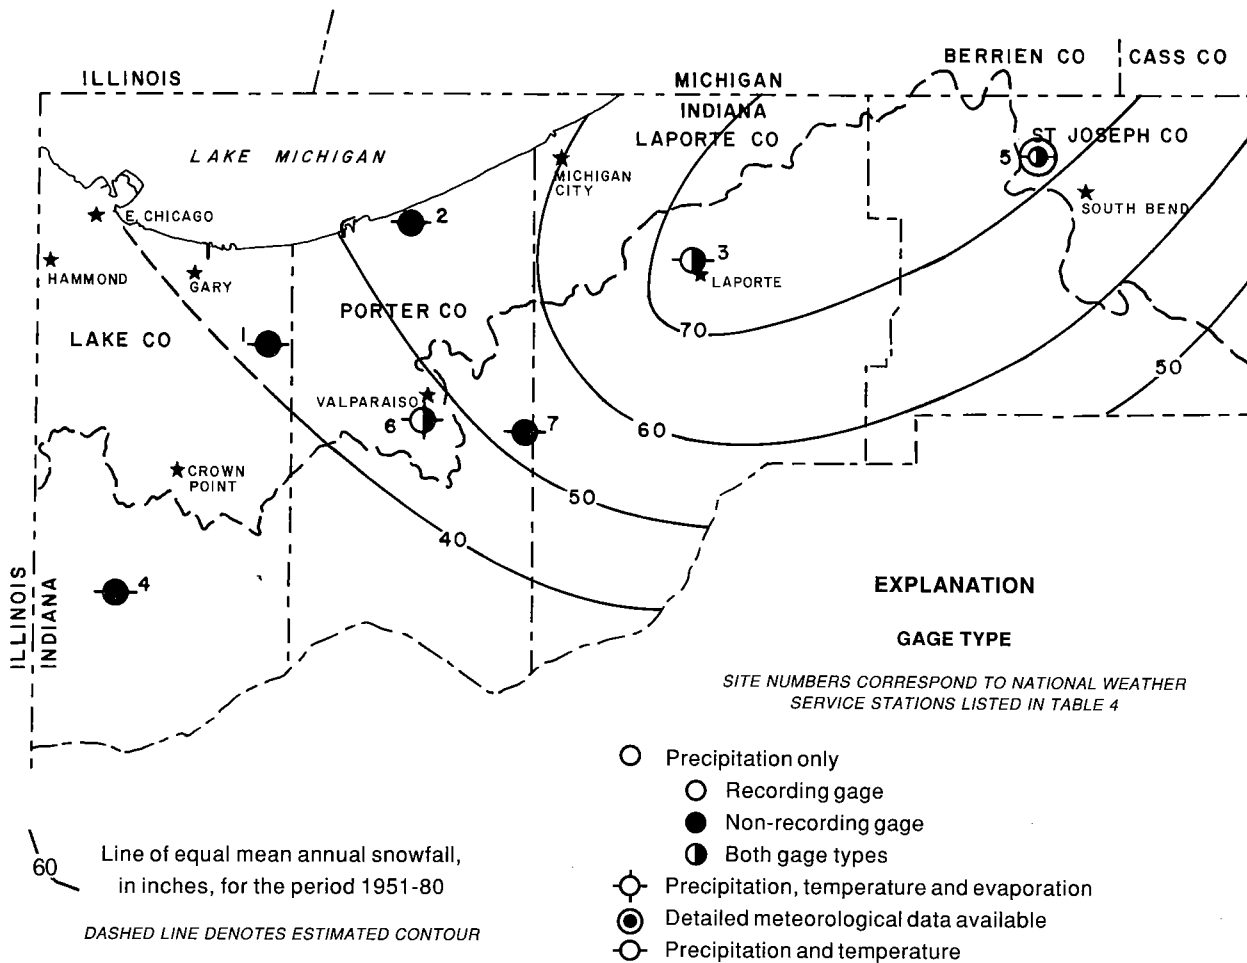 ILLINOIS
BERRIEN CO
CASS CO
MICHIGAN
INDIANA
LAPORTE CO
ST JOSEPH CO
5
LAKE MICHIGAN
MICHIGAN
CITY
SOUTH BEND
E. CHICAGO
2
3
HAMMOND
GARY
LAPORTE
PORTER CO
LAKE CO
1
70
50
VALPARAISO
6
7
60
CROWN
POINT
50
40
4
ILLINOIS
INDIANA
EXPLANATION
GAGE TYPE
SITE NUMBERS CORRESPOND TO NATIONAL WEATHER
SERVICE STATIONS LISTED IN TABLE 4
Precipitation only
Recording gage
Non-recording gage
Both gage types
Precipitation, temperature and evaporation
Detailed meteorological data available
Precipitation and temperature
60
Line of equal mean annual snowfall,
in inches, for the period 1951-80
DASHED LINE DENOTES ESTIMATED CONTOUR